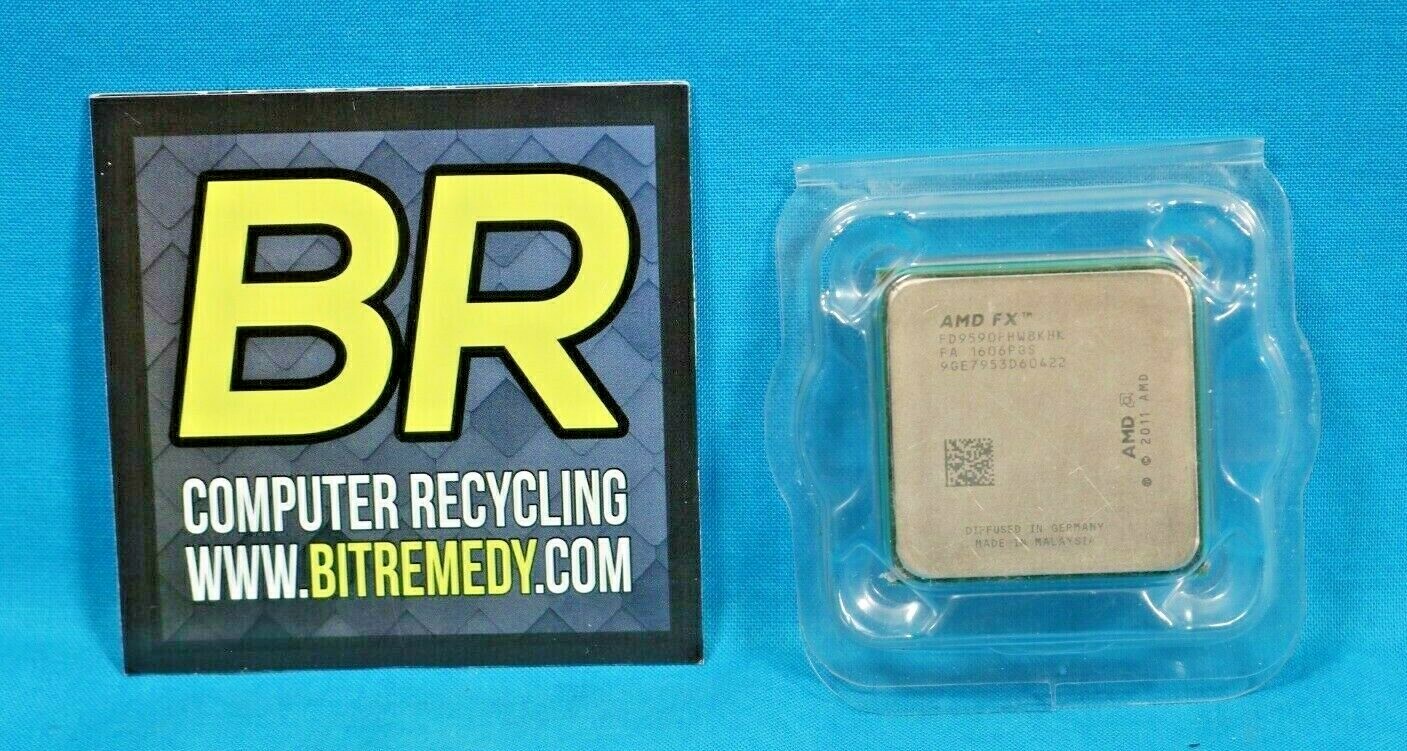 BR
COMPUTER RECYCLING
WWW.BITREMEDY.COM
AMD FX™
FD9590FHW8KHK
FA 1606PGS
9GE7953D60422
AMD
© 2011 AMD
DIFFUSED IN GERMANY
MADE IN MALAYSIA